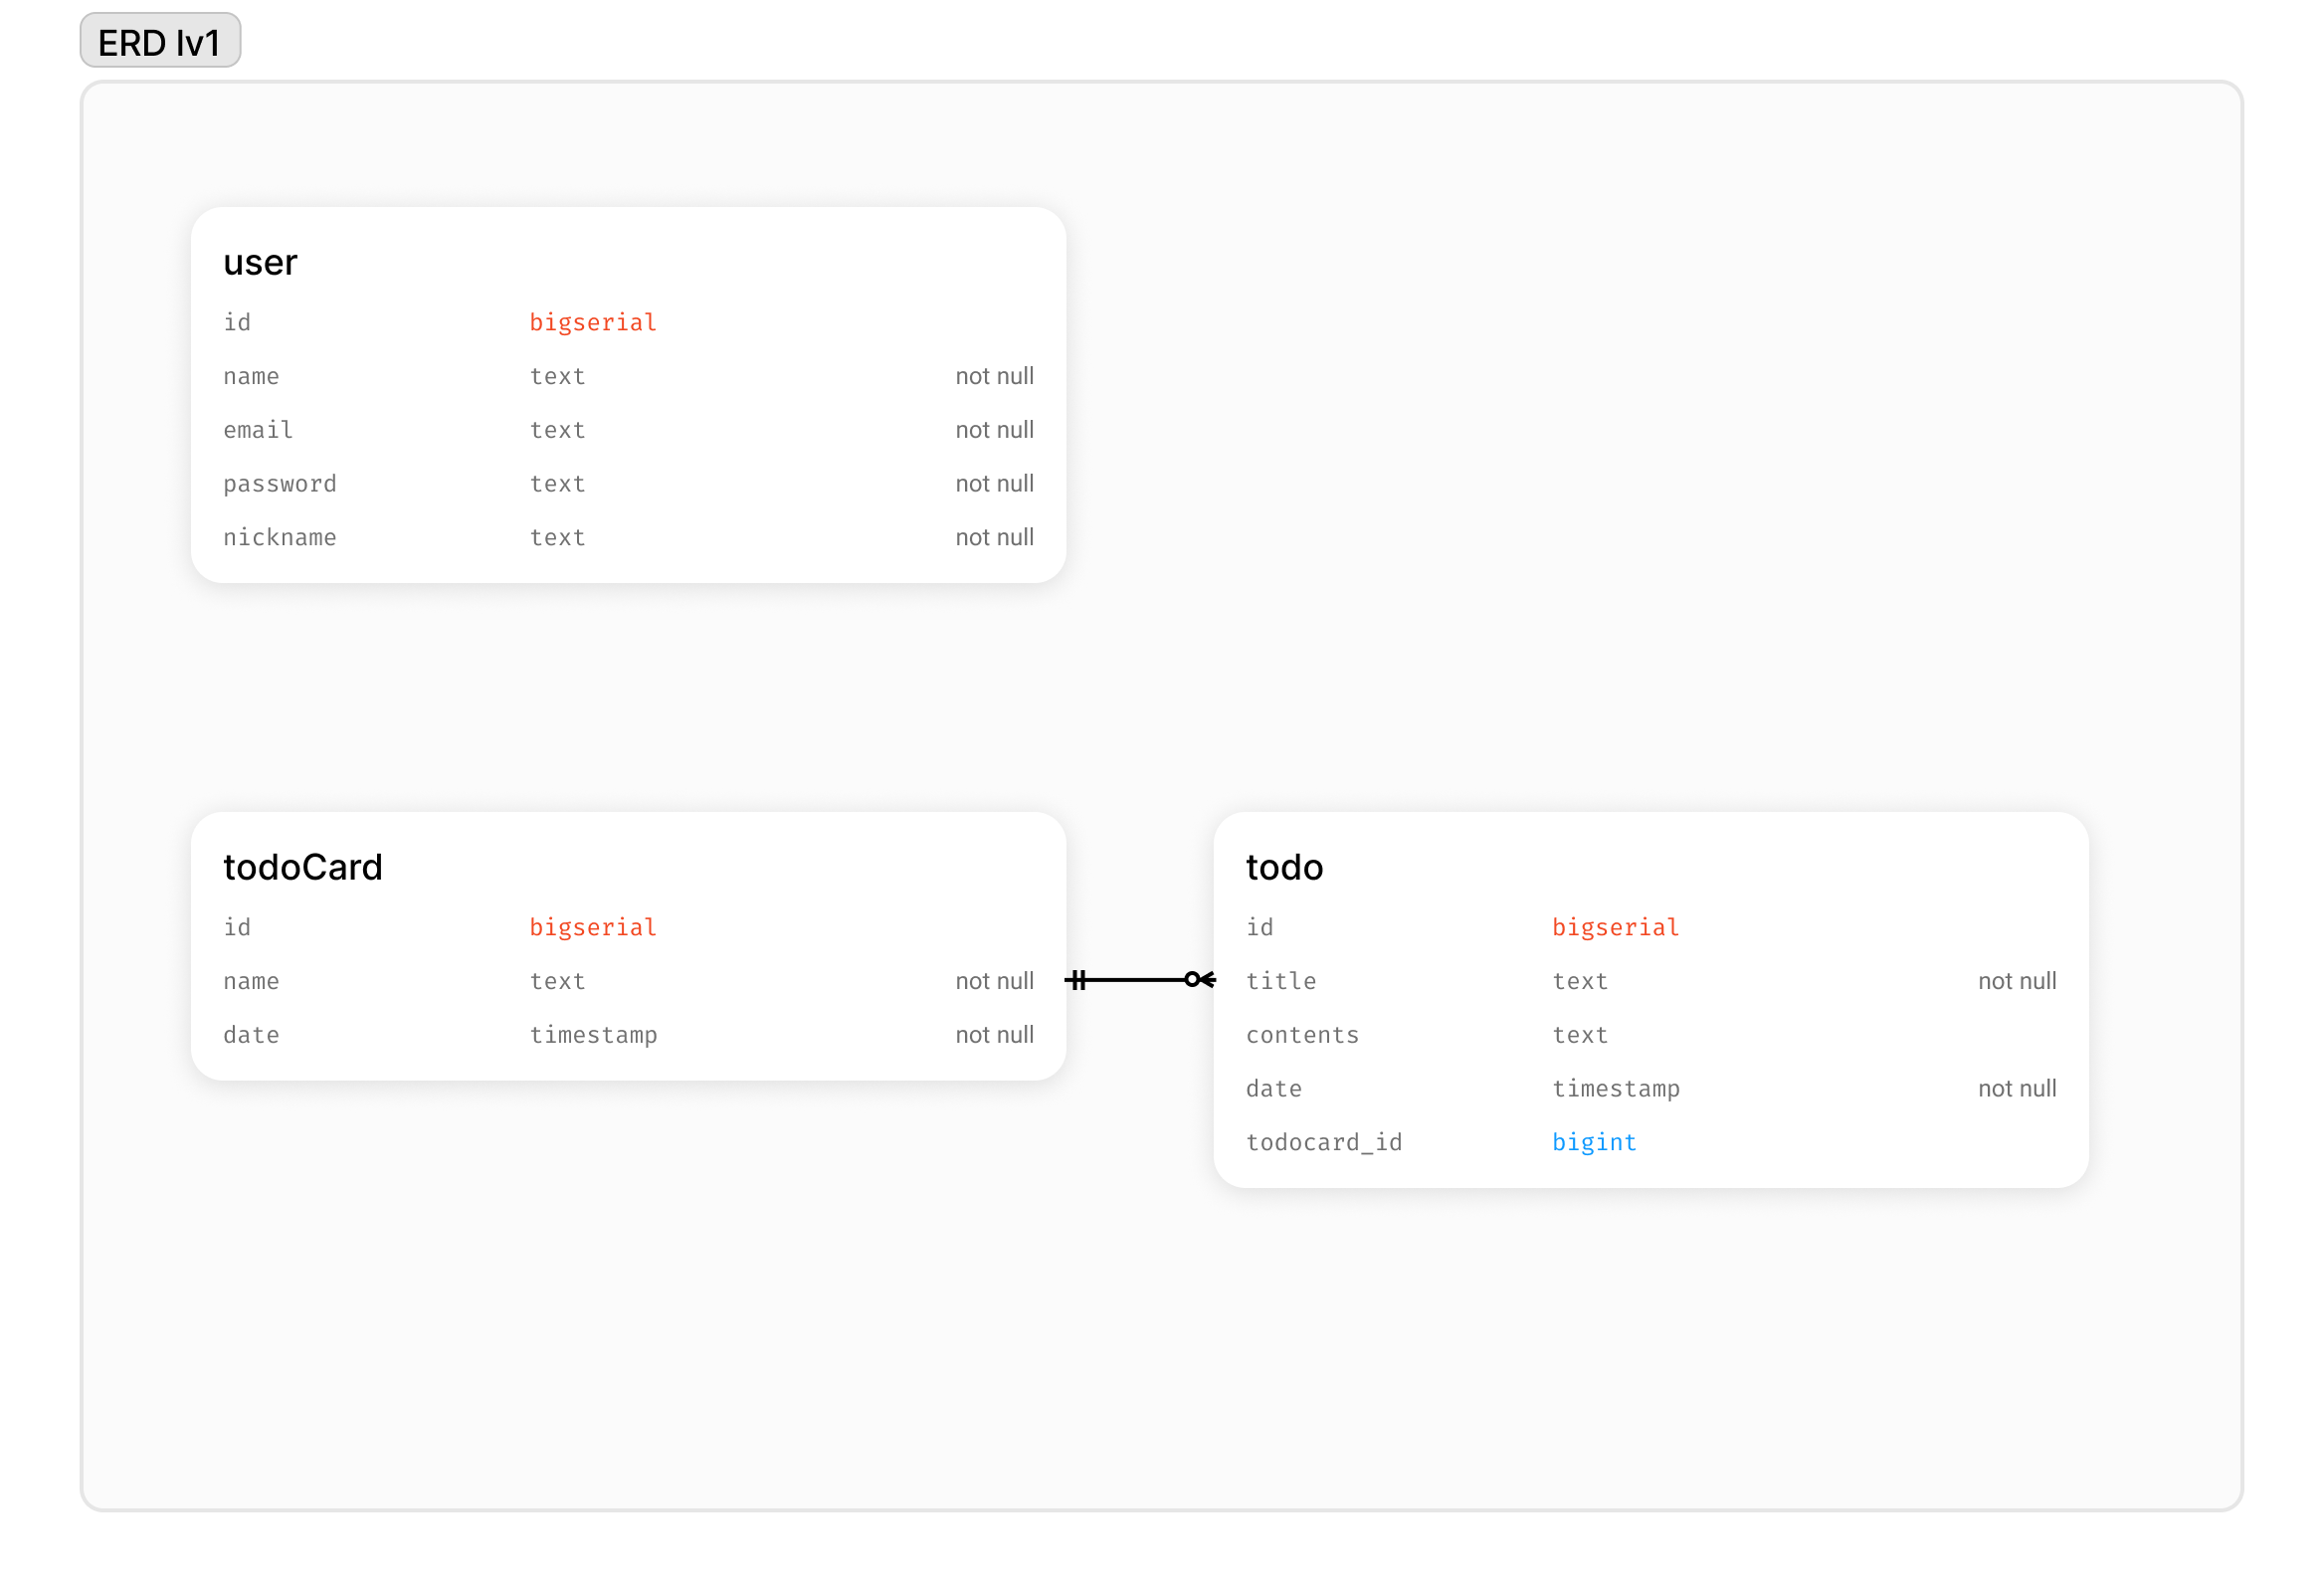 ERD lv1
user
id bigserial
name text not null
email text not null
password text not null
nickname text not null
todoCard
id bigserial
name text not null
date timestamp not null
todo
id bigserial
title text not null
contents text
date timestamp not null
todocard_id bigint